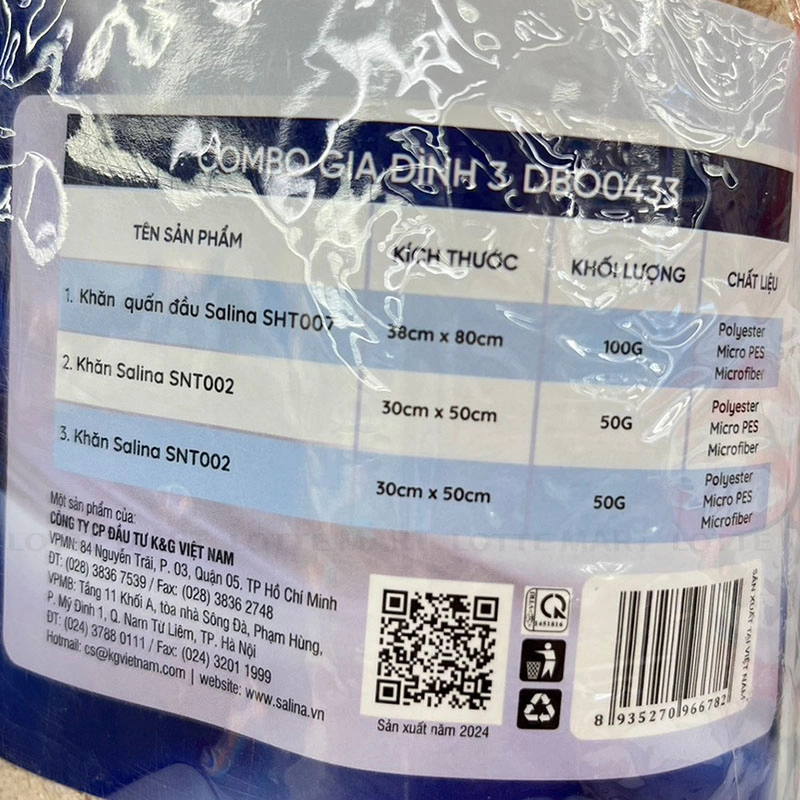 COMBO GIA ĐÌNH 3 DBO0433
TÊN SẢN PHẨM KÍCH THƯỚC KHỐI LƯỢNG CHẤT LIỆU
1. Khăn quấn đầu Salina SHT007 38cm x 80cm 100G Polyester Micro PES Microfiber
2. Khăn Salina SNT002 30cm x 50cm 50G Polyester Micro PES Microfiber
3. Khăn Salina SNT002 30cm x 50cm 50G Polyester Micro PES Microfiber
Một sản phẩm của:
CÔNG TY CP ĐẦU TƯ K&G VIỆT NAM
VPMN: 84 Nguyễn Trãi, P. 03, Quận 05. TP Hồ Chí Minh
ĐT: (028) 3836 7539 / Fax: (028) 3836 2748
VPMB: Tầng 11 Khối A, tòa nhà Sông Đà, Phạm Hùng,
P. Mỹ Đình 1, Q. Nam Từ Liêm, TP. Hà Nội
ĐT: (024) 3788 0111 / Fax: (024) 3201 1999
Hotmail: cs@kgvietnam.com | website: www.salina.vn
Sản xuất năm 2024
SẢN XUẤT TẠI VIỆT NAM
8 935270 966782
LOTTE MART